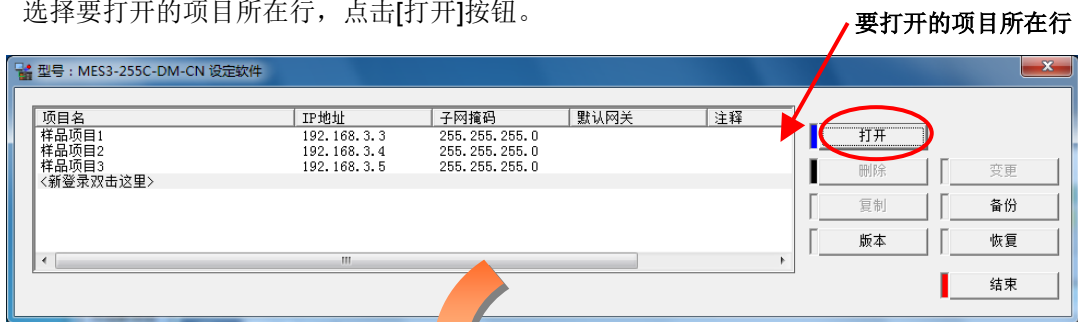 选择要打开的项目所在行，点击[打开]按钮。
要打开的项目所在行
型号：MES3-255C-DM-CN 设定软件
项目名 IP地址 子网掩码 默认网关 注释
样品项目1 192.168.3.3 255.255.255.0
样品项目2 192.168.3.4 255.255.255.0
样品项目3 192.168.3.5 255.255.255.0
<新登录双击这里>
打开
删除 变更
复制 备份
版本 恢复
结束